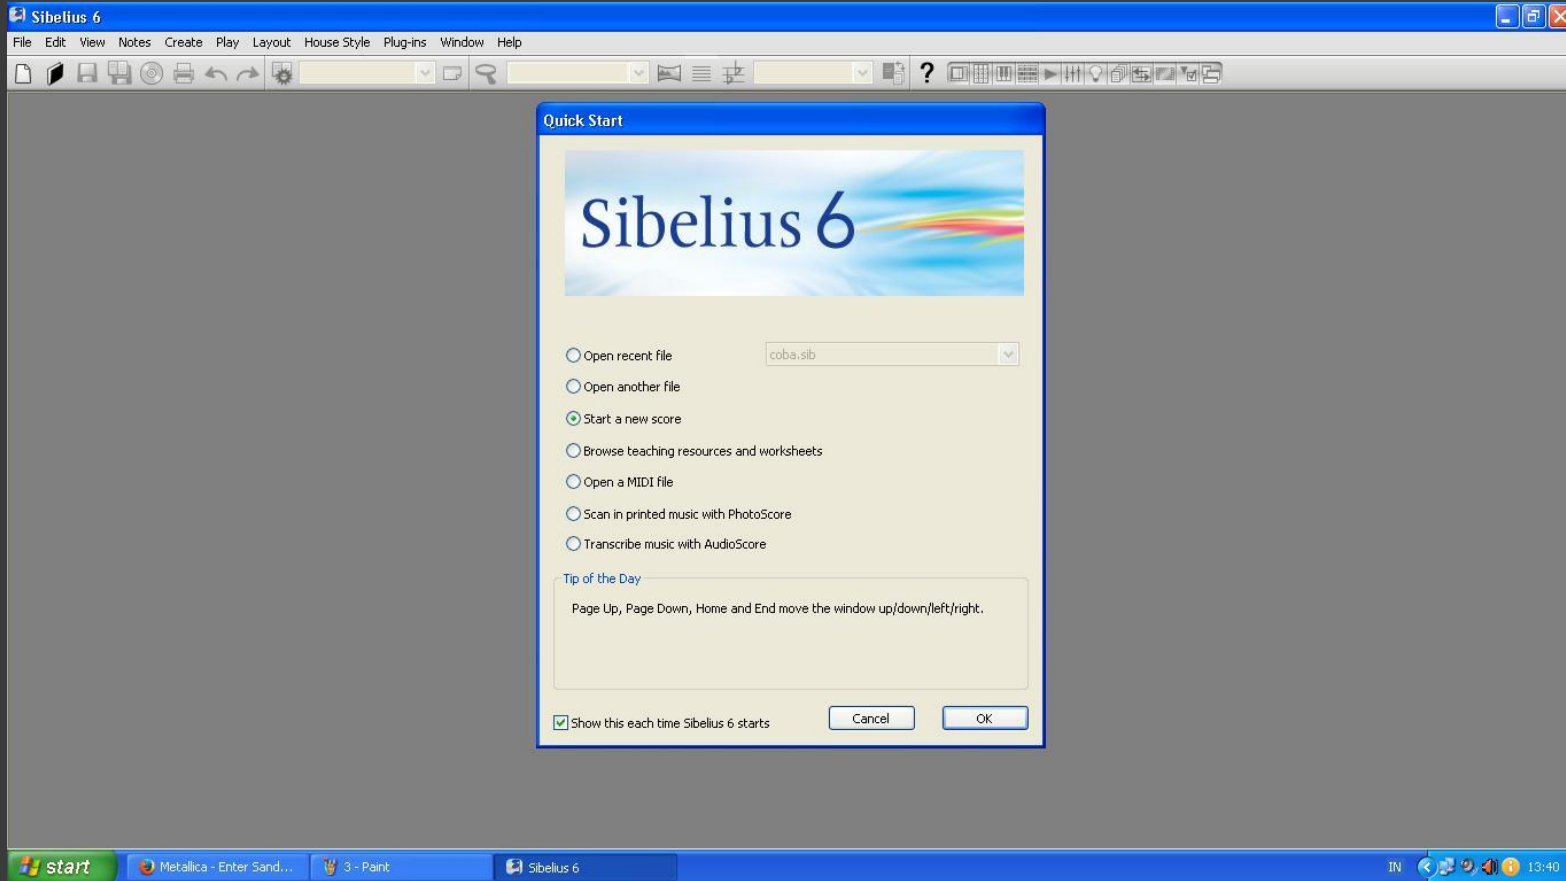 Sibelius 6
File Edit View Notes Create Play Layout House Style Plug-ins Window Help
?
Quick Start
Sibelius 6
Open recent file coba.sib
Open another file
Start a new score
Browse teaching resources and worksheets
Open a MIDI file
Scan in printed music with PhotoScore
Transcribe music with AudioScore
Tip of the Day
Page Up, Page Down, Home and End move the window up/down/left/right.
Show this each time Sibelius 6 starts Cancel OK
start Metallica - Enter Sand... 3 - Paint Sibelius 6 IN 13:40